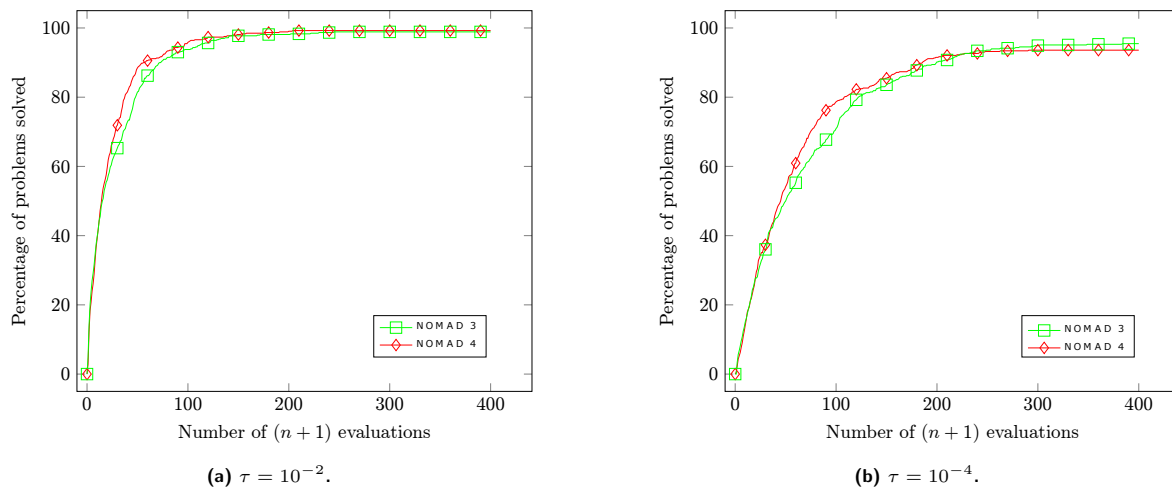 100
80
60
40
20
0
Percentage of problems solved
0 100 200 300 400
Number of (n + 1) evaluations
NOMAD 3
NOMAD 4
(a) τ = 10⁻².
100
80
60
40
20
0
Percentage of problems solved
0 100 200 300 400
Number of (n + 1) evaluations
NOMAD 3
NOMAD 4
(b) τ = 10⁻⁴.